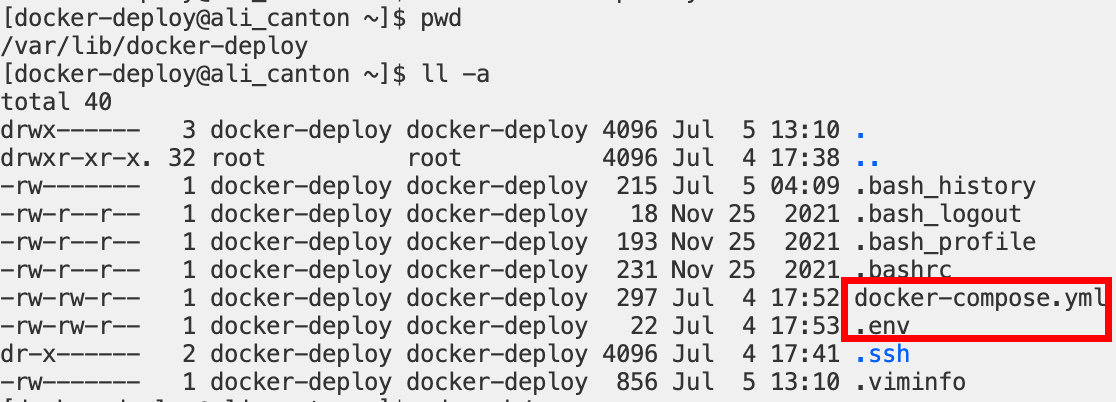 [docker-deploy@ali_canton ~]$ pwd
/var/lib/docker-deploy
[docker-deploy@ali_canton ~]$ ll -a
total 40
drwx------   3 docker-deploy docker-deploy 4096 Jul  5 13:10 .
drwxr-xr-x. 32 root          root          4096 Jul  4 17:38 ..
-rw-------   1 docker-deploy docker-deploy  215 Jul  5 04:09 .bash_history
-rw-r--r--   1 docker-deploy docker-deploy   18 Nov 25  2021 .bash_logout
-rw-r--r--   1 docker-deploy docker-deploy  193 Nov 25  2021 .bash_profile
-rw-r--r--   1 docker-deploy docker-deploy  231 Nov 25  2021 .bashrc
-rw-rw-r--   1 docker-deploy docker-deploy  297 Jul  4 17:52 docker-compose.yml
-rw-rw-r--   1 docker-deploy docker-deploy   22 Jul  4 17:53 .env
dr-x------   2 docker-deploy docker-deploy 4096 Jul  4 17:41 .ssh
-rw-------   1 docker-deploy docker-deploy  856 Jul  5 13:10 .viminfo